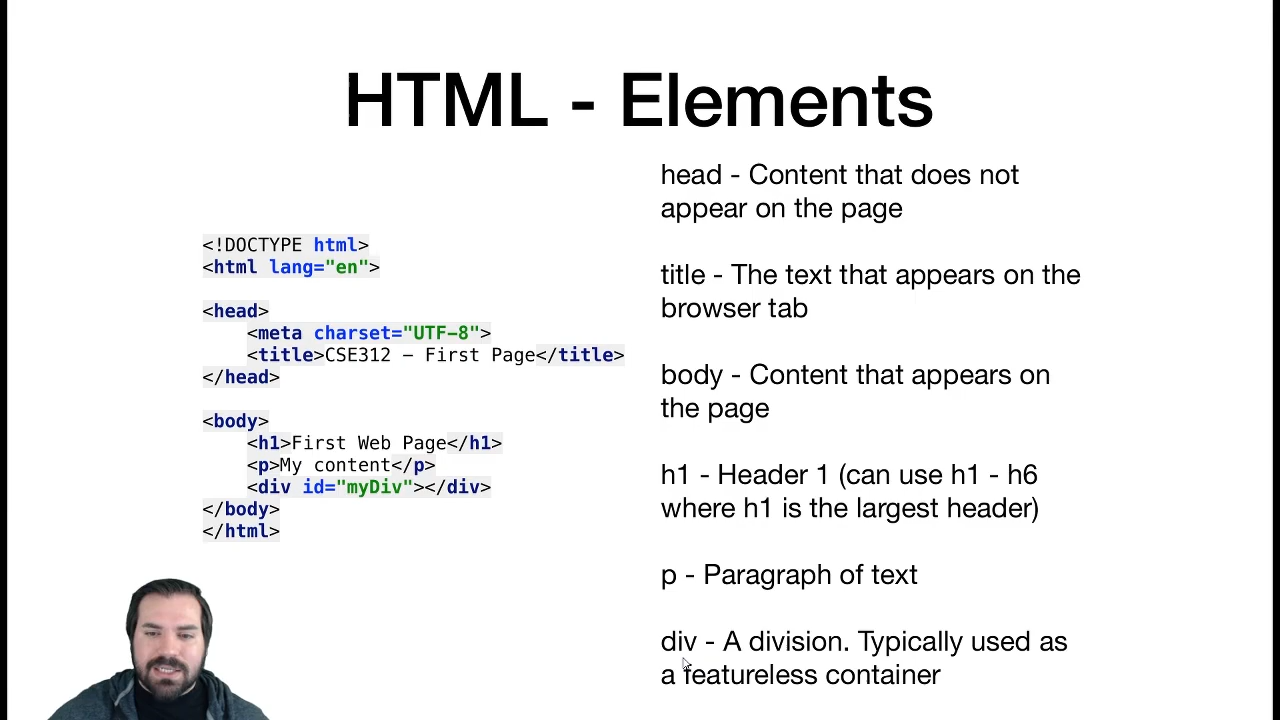 HTML - Elements
<!DOCTYPE html>
<html lang="en">
<head>
<meta charset="UTF-8">
<title>CSE312 – First Page</title>
</head>
<body>
<h1>First Web Page</h1>
<p>My content</p>
<div id="myDiv"></div>
</body>
</html>
head - Content that does not
appear on the page
title - The text that appears on the
browser tab
body - Content that appears on
the page
h1 - Header 1 (can use h1 - h6
where h1 is the largest header)
p - Paragraph of text
div - A division. Typically used as
a featureless container